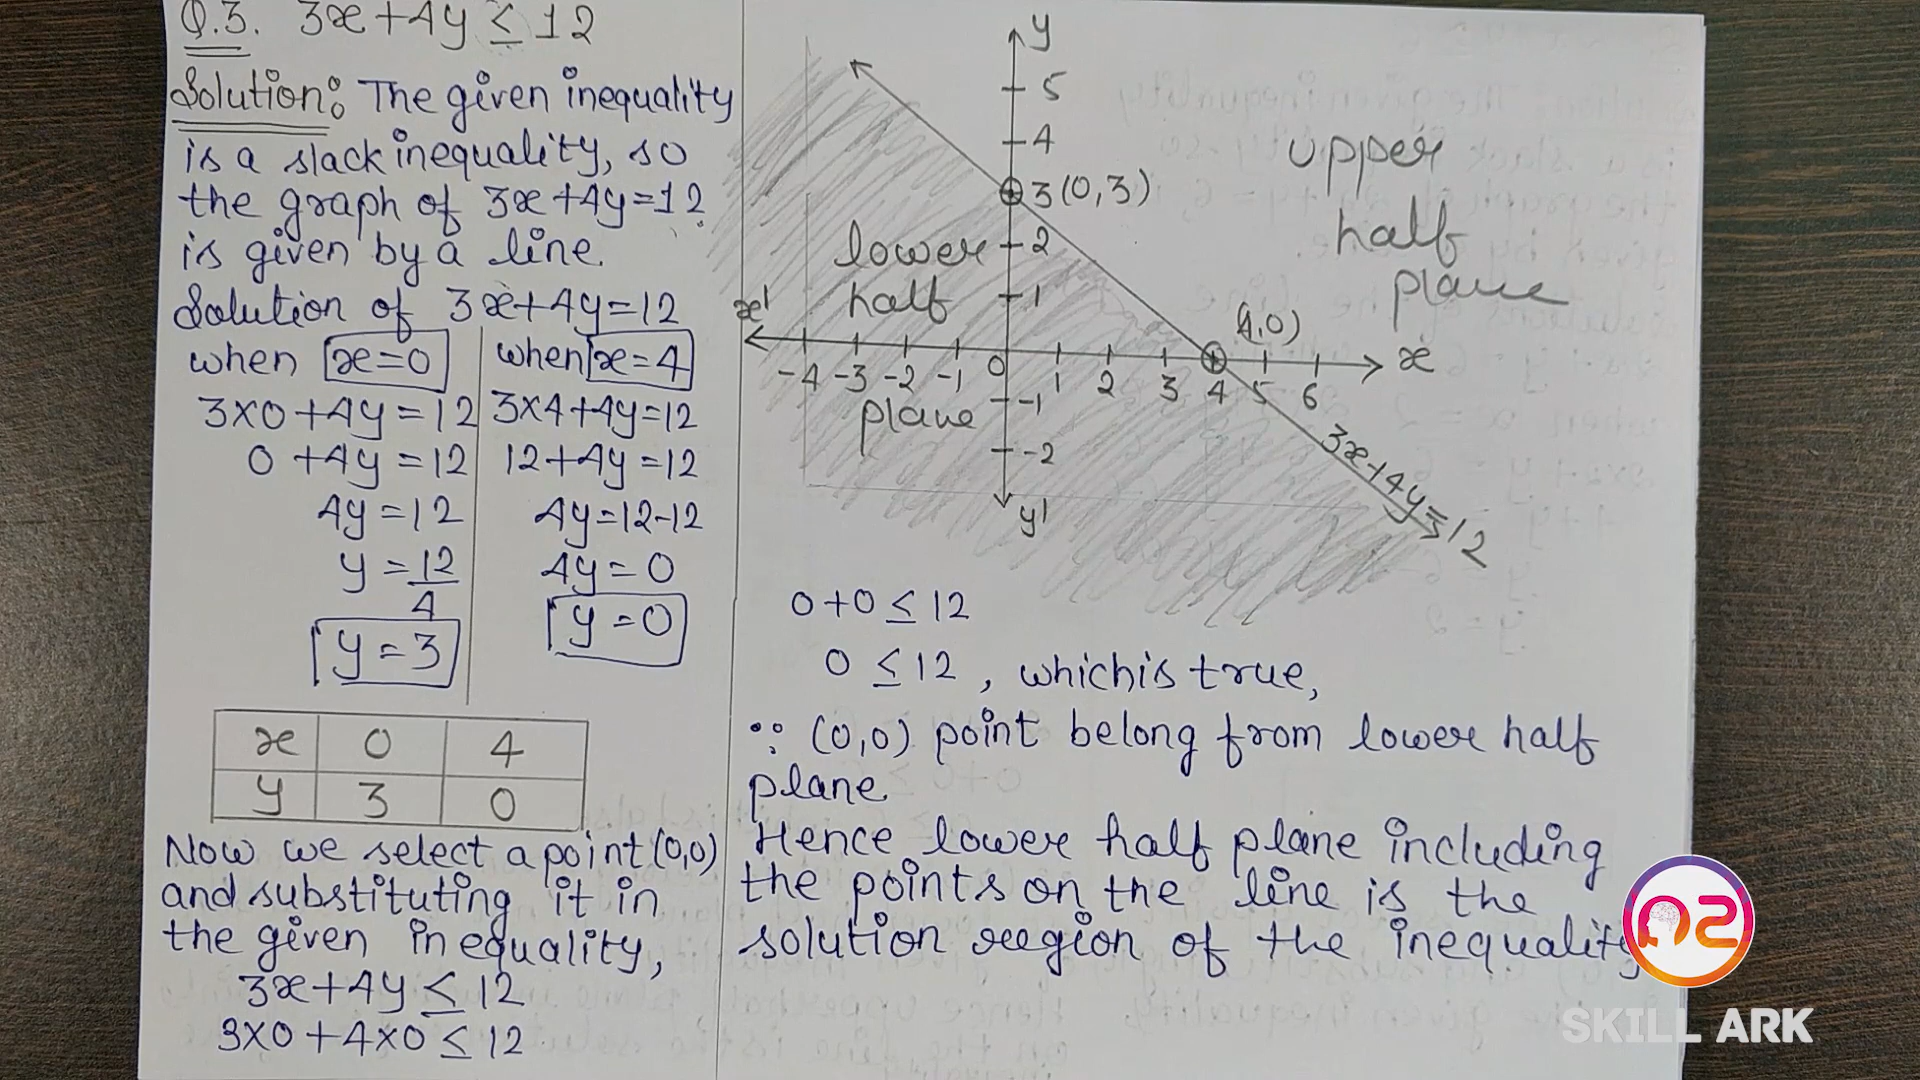 Q.3. 3x+4y ≤ 12
Solution: The given inequality
is a slack inequality, so
the graph of 3x+4y=12
is given by a line.
Solution of 3x+4y=12
when x=0
3×0+4y=12
0+4y=12
4y=12
y=12/4
y=3
when x=4
3×4+4y=12
12+4y=12
4y=12-12
4y=0
y=0
x 0 4
y 3 0
Now we select a point (0,0)
and substituting it in
the given inequality,
3x+4y ≤ 12
3×0+4×0 ≤ 12
y
5
4
3 (0,3)
2
1
upper
half
plane
lower
half
plane
x'
-4 -3 -2 -1 0 1 2 3 4 5 6
x
(4,0)
-1
-2
y'
3x+4y=12
0+0 ≤ 12
0 ≤ 12, which is true,
∵ (0,0) point belong from lower half
plane
Hence lower half plane including
the points on the line is the
solution region of the inequality
SKILL ARK